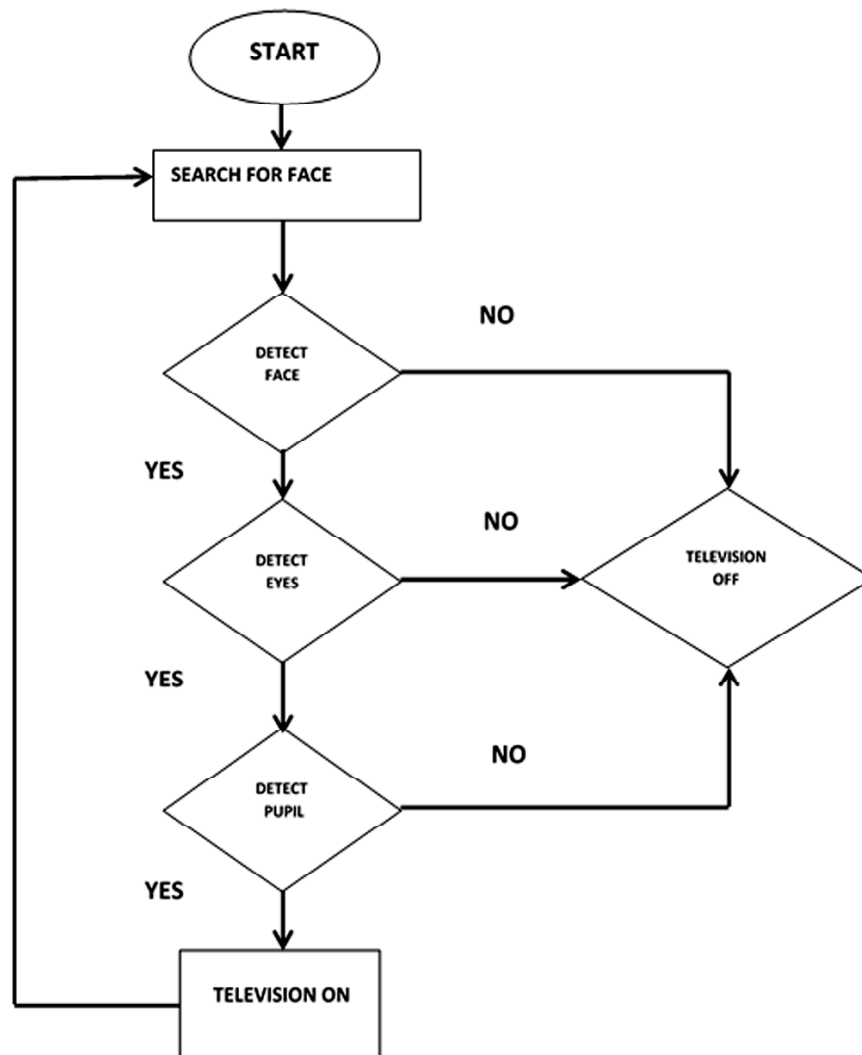 START
SEARCH FOR FACE
NO
DETECT
FACE
YES
NO
DETECT
EYES
TELEVISION
OFF
YES
NO
DETECT
PUPIL
YES
TELEVISION ON